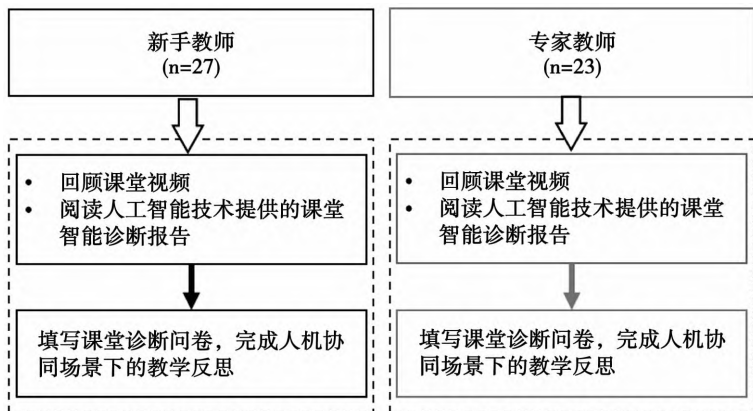 新手教师
(n=27)
• 回顾课堂视频
• 阅读人工智能技术提供的课堂
智能诊断报告
填写课堂诊断问卷，完成人机协
同场景下的教学反思
专家教师
(n=23)
• 回顾课堂视频
• 阅读人工智能技术提供的课堂
智能诊断报告
填写课堂诊断问卷，完成人机协
同场景下的教学反思